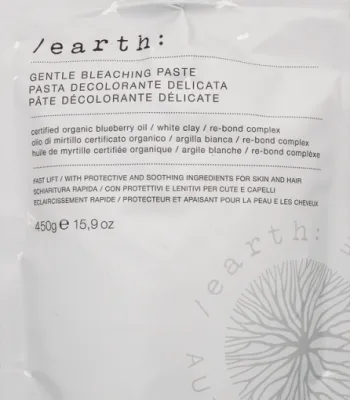 /earth:
GENTLE BLEACHING PASTE
PASTA DECOLORANTE DELICATA
PÂTE DÉCOLORANTE DÉLICATE
certified organic blueberry oil / white clay / re-bond complex
olio di mirtillo certificato organico / argilla bianca / re-bond complex
huile de myrtille certifiée organique / argile blanche / re-bond complèxe
FAST LIFT / WITH PROTECTIVE AND SOOTHING INGREDIENTS FOR SKIN AND HAIR
SCHIARITURA RAPIDA / CON PROTETTIVI E LENITIVI PER CUTE E CAPELLI
ECLAIRCISSEMENT RAPIDE / PROTECTEUR ET APAISANT POUR LA PEAU E LES CHEVEUX
450g e 15,9 oz
/earth: